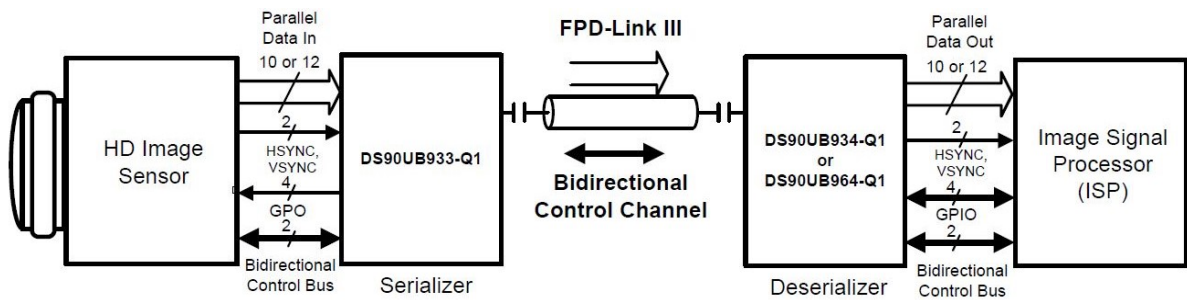 Parallel
Data In
10 or 12
2
HSYNC,
VSYNC
4
GPO
2
Bidirectional
Control Bus
HD Image
Sensor
DS90UB933-Q1
Serializer
FPD-Link III
Bidirectional
Control Channel
DS90UB934-Q1
or
DS90UB964-Q1
Deserializer
Parallel
Data Out
10 or 12
2
HSYNC,
VSYNC
4
GPIO
2
Bidirectional
Control Bus
Image Signal
Processor
(ISP)